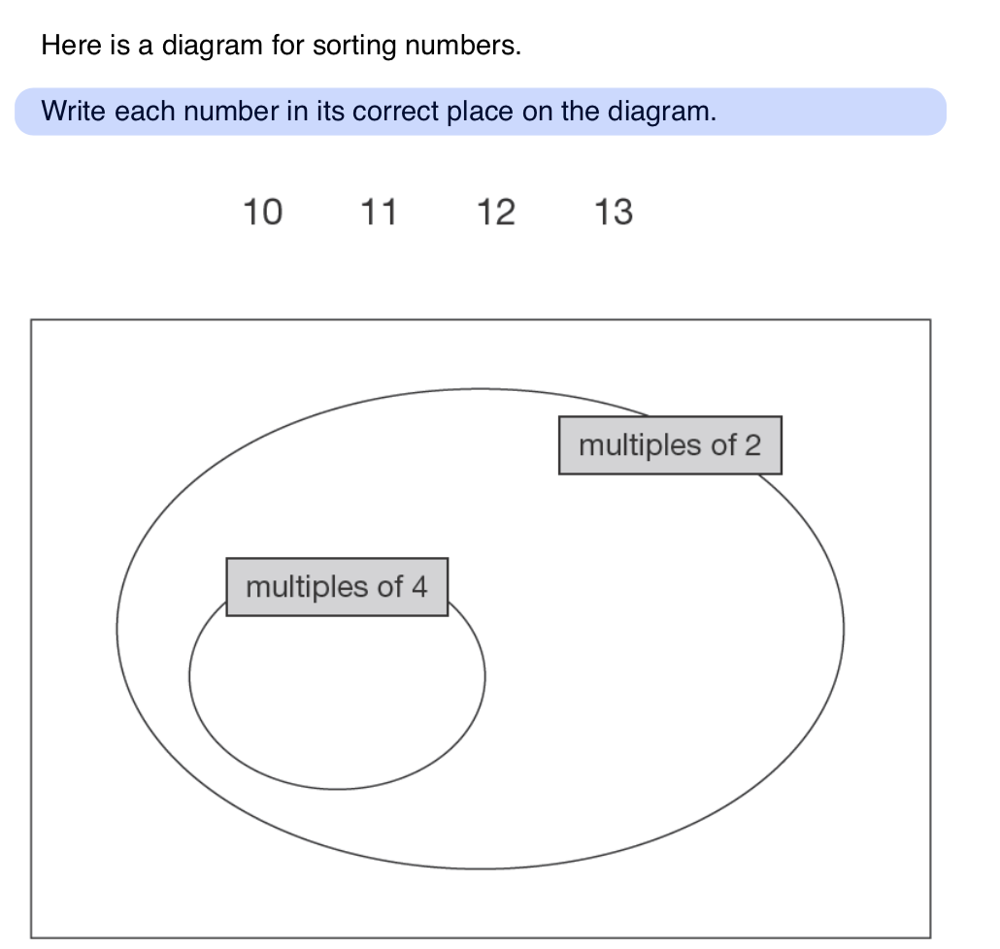 Here is a diagram for sorting numbers.
Write each number in its correct place on the diagram.
10 11 12 13
multiples of 2
multiples of 4